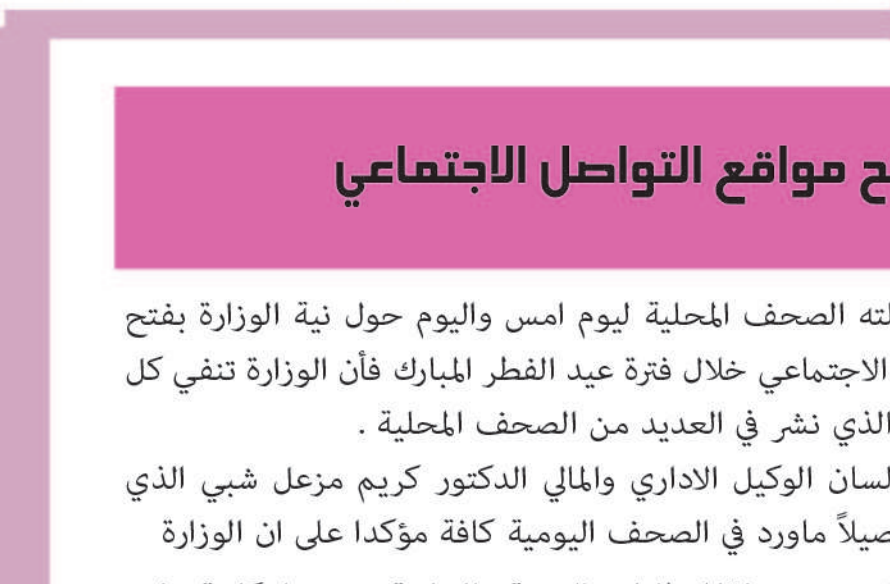 مواقع التواصل الاجتماعي
الصحف المحلية ليوم امس واليوم حول نية الوزارة بفتح
الاجتماعي خلال فترة عيد الفطر المبارك فأن الوزارة تنفي كل
الذي نشر في العديد من الصحف المحلية .
لسان الوكيل الاداري والمالي الدكتور كريم مزعل شبي الذي
ماورد في الصحف اليومية كافة مؤكدا على ان الوزارة